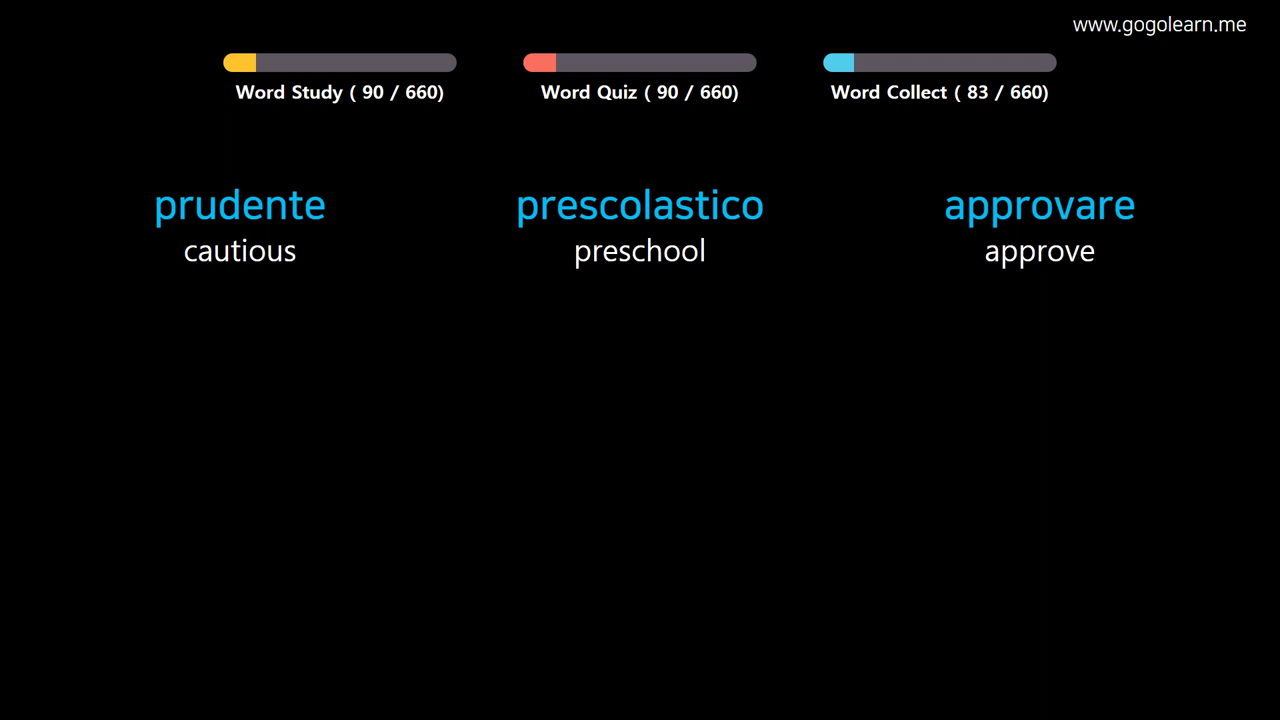 www.gogolearn.me
Word Study ( 90 / 660)
Word Quiz ( 90 / 660)
Word Collect ( 83 / 660)
prudente
cautious
prescolastico
preschool
approvare
approve